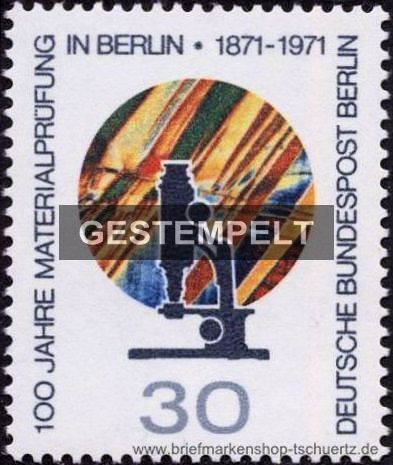 100 JAHRE MATERIALPRÜFUNG
IN BERLIN • 1871-1971
DEUTSCHE BUNDESPOST BERLIN
GESTEMPELT
30
www.briefmarkenshop-tschuertz.de